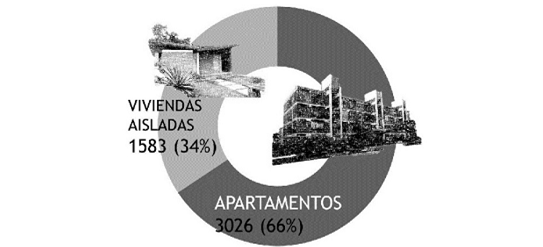 VIVIENDAS
AISLADAS
1583 (34%)
APARTAMENTOS
3026 (66%)